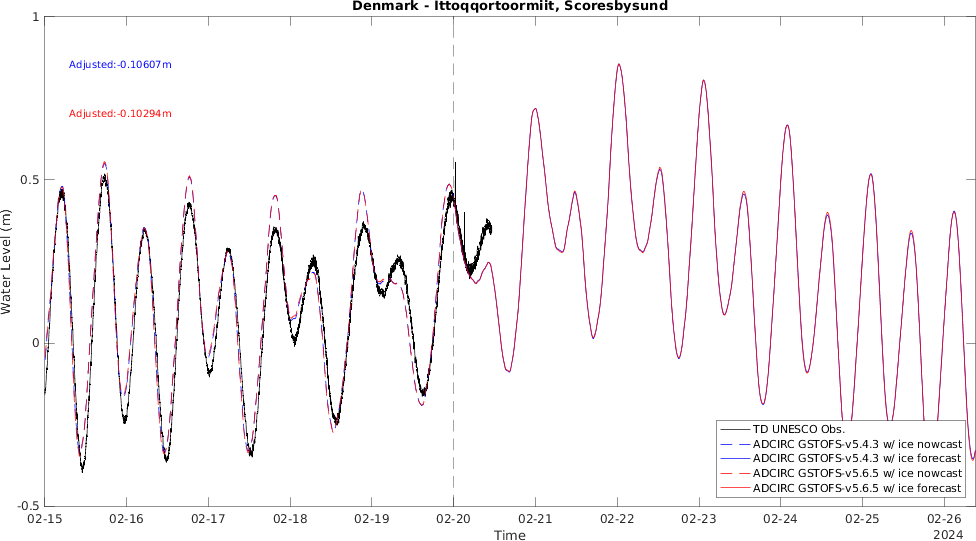 Denmark - Ittoqqortoormiit, Scoresbysund
Water Level (m)
1
0.5
0
-0.5
Adjusted:-0.10607m
Adjusted:-0.10294m
TD UNESCO Obs.
ADCIRC GSTOFS-v5.4.3 w/ ice nowcast
ADCIRC GSTOFS-v5.4.3 w/ ice forecast
ADCIRC GSTOFS-v5.6.5 w/ ice nowcast
ADCIRC GSTOFS-v5.6.5 w/ ice forecast
02-15 02-16 02-17 02-18 02-19 02-20 02-21 02-22 02-23 02-24 02-25 02-26
Time
2024